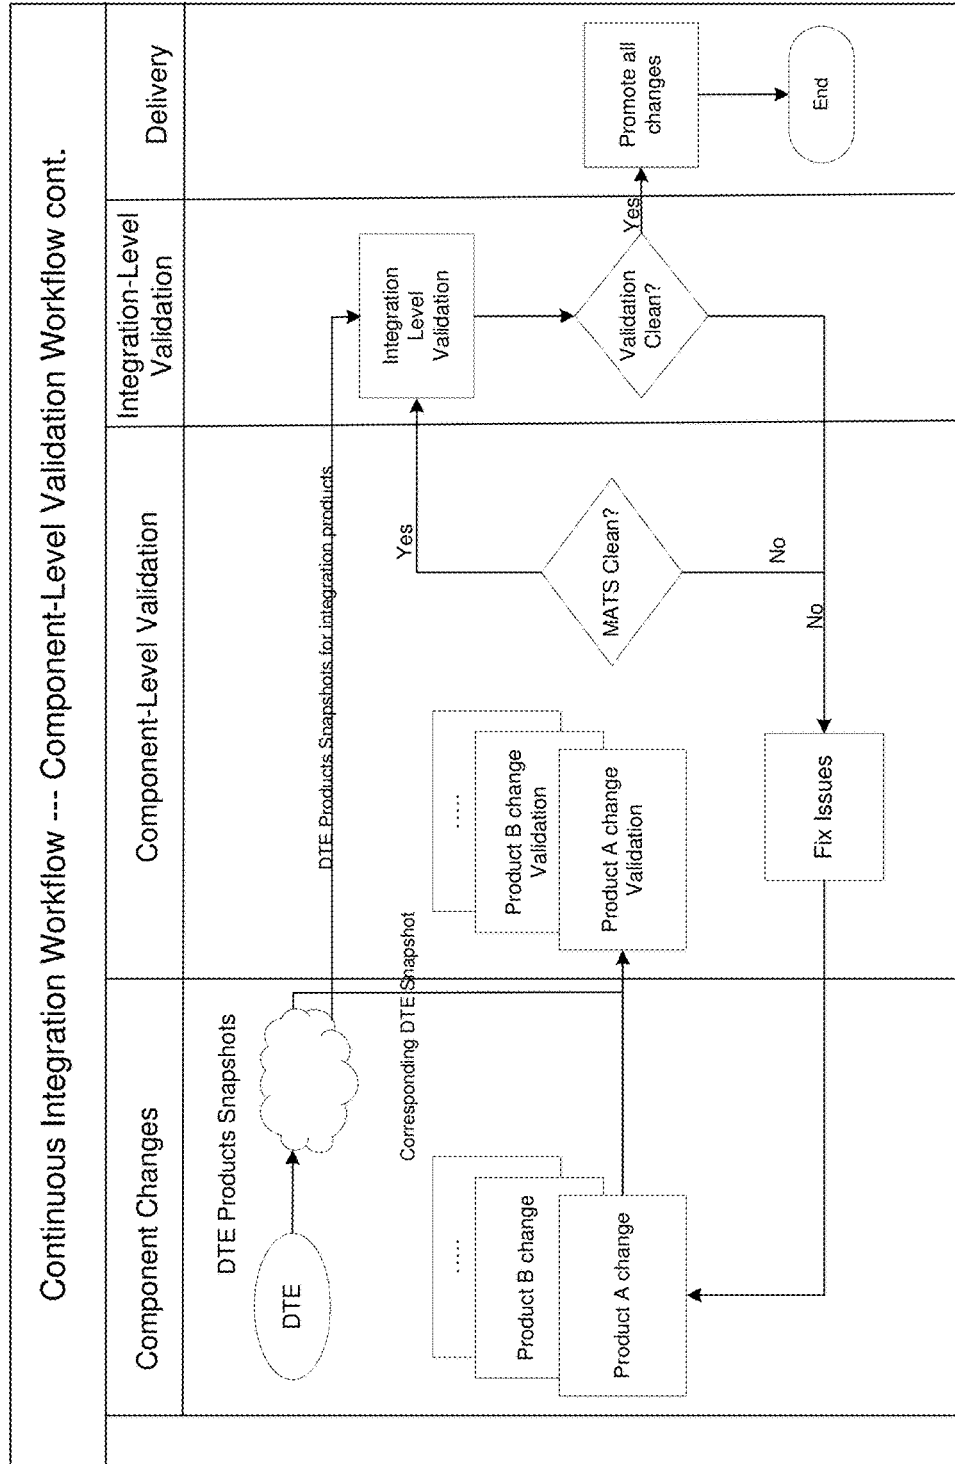 Continuous Integration Workflow --- Component-Level Validation Workflow cont.
Component Changes
Component-Level Validation
Integration-Level
Validation
Delivery
DTE
DTE Products Snapshots
DTE Products Snapshots for integration products
Corresponding DTE Snapshot
.....
Product B change
Product A change
.....
Product B change
Validation
Product A change
Validation
MATS Clean?
Yes
No
No
Fix Issues
Integration
Level
Validation
Validation
Clean?
Yes
Promote all
changes
End